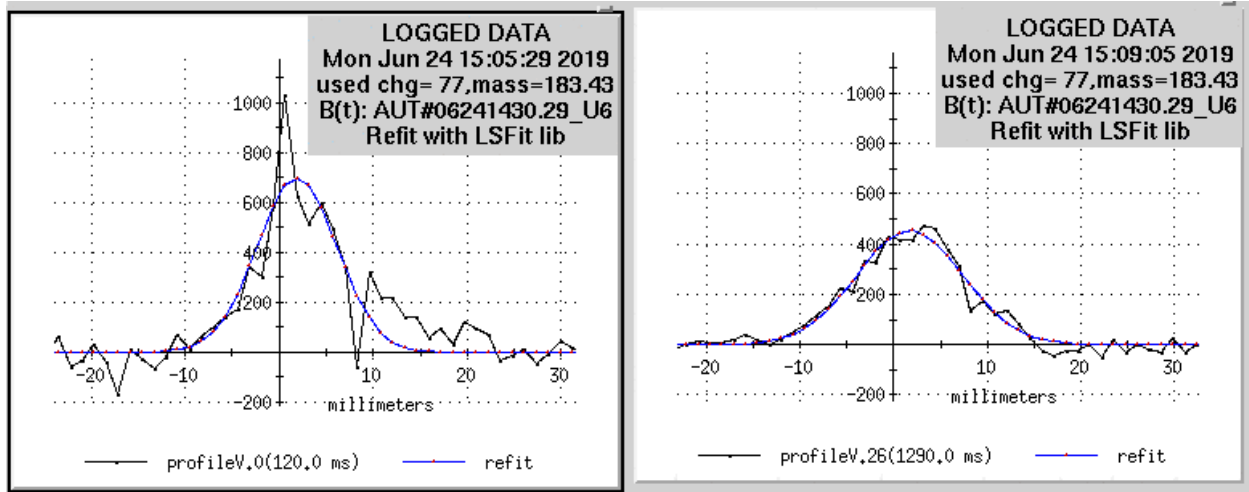 LOGGED DATA
Mon Jun 24 15:05:29 2019
used chg= 77,mass=183.43
B(t): AUT#06241430.29_U6
Refit with LSFit lib
1000
800
600
400
200
-200
-20
-10
10
20
30
millimeters
profileV.0(120.0 ms)
refit
LOGGED DATA
Mon Jun 24 15:09:05 2019
used chg= 77,mass=183.43
B(t): AUT#06241430.29_U6
Refit with LSFit lib
1000
800
600
400
200
-200
-20
-10
10
20
30
millimeters
profileV.26(1290.0 ms)
refit